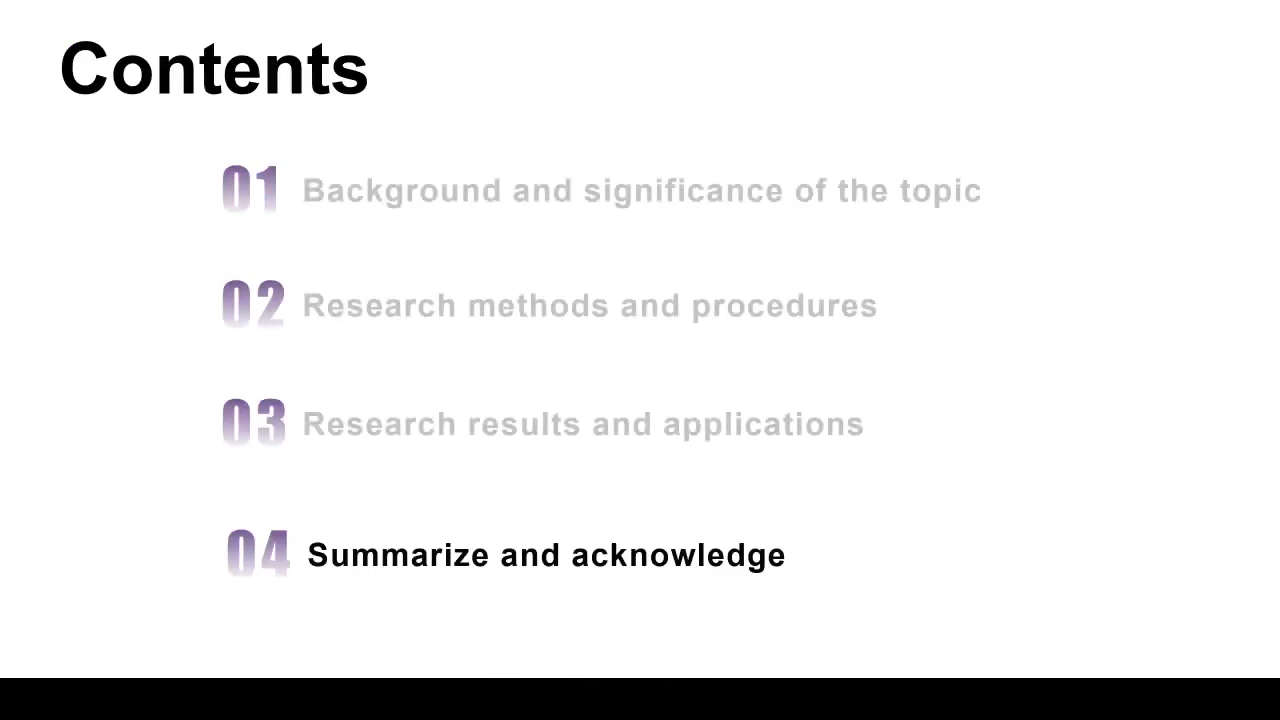 Contents
01 Background and significance of the topic
02 Research methods and procedures
03 Research results and applications
04 Summarize and acknowledge